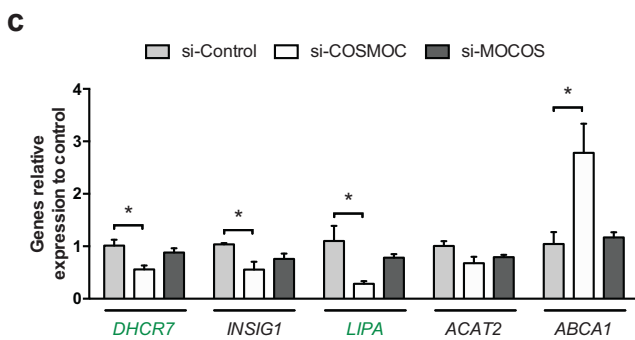 c
si-Control si-COSMOC si-MOCOS
Genes relative
expression to control
4
3
2
1
0
* * * *
DHCR7 INSIG1 LIPA ACAT2 ABCA1